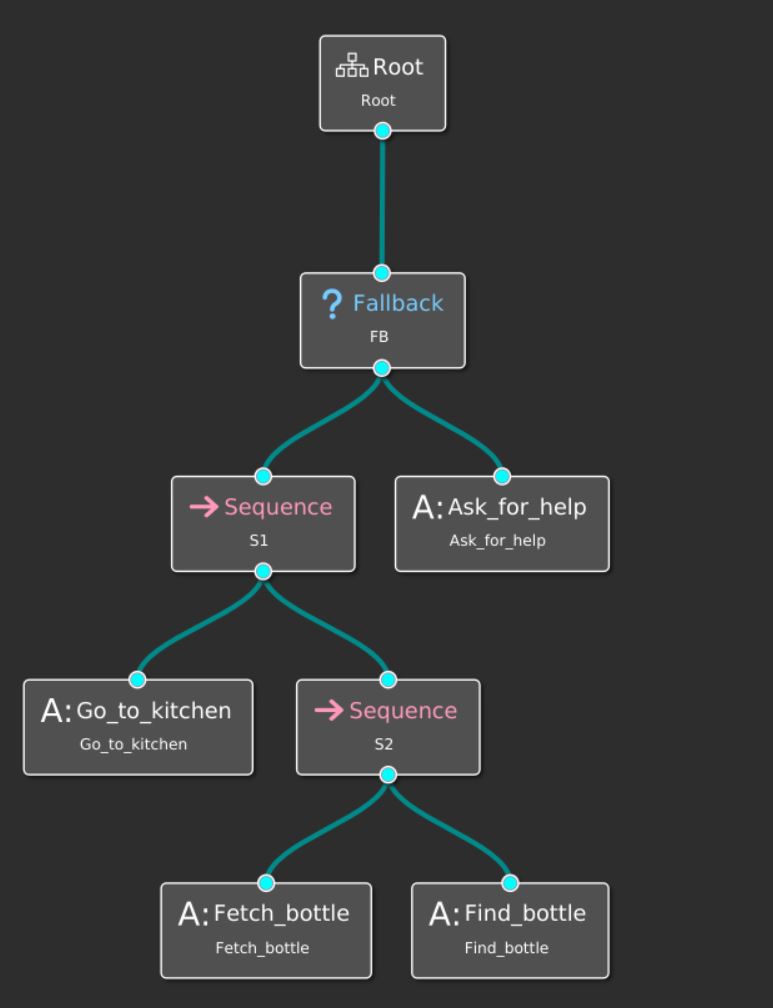 Root
Root
? Fallback
FB
→ Sequence
S1
A: Ask_for_help
Ask_for_help
A: Go_to_kitchen
Go_to_kitchen
→ Sequence
S2
A: Fetch_bottle
Fetch_bottle
A: Find_bottle
Find_bottle